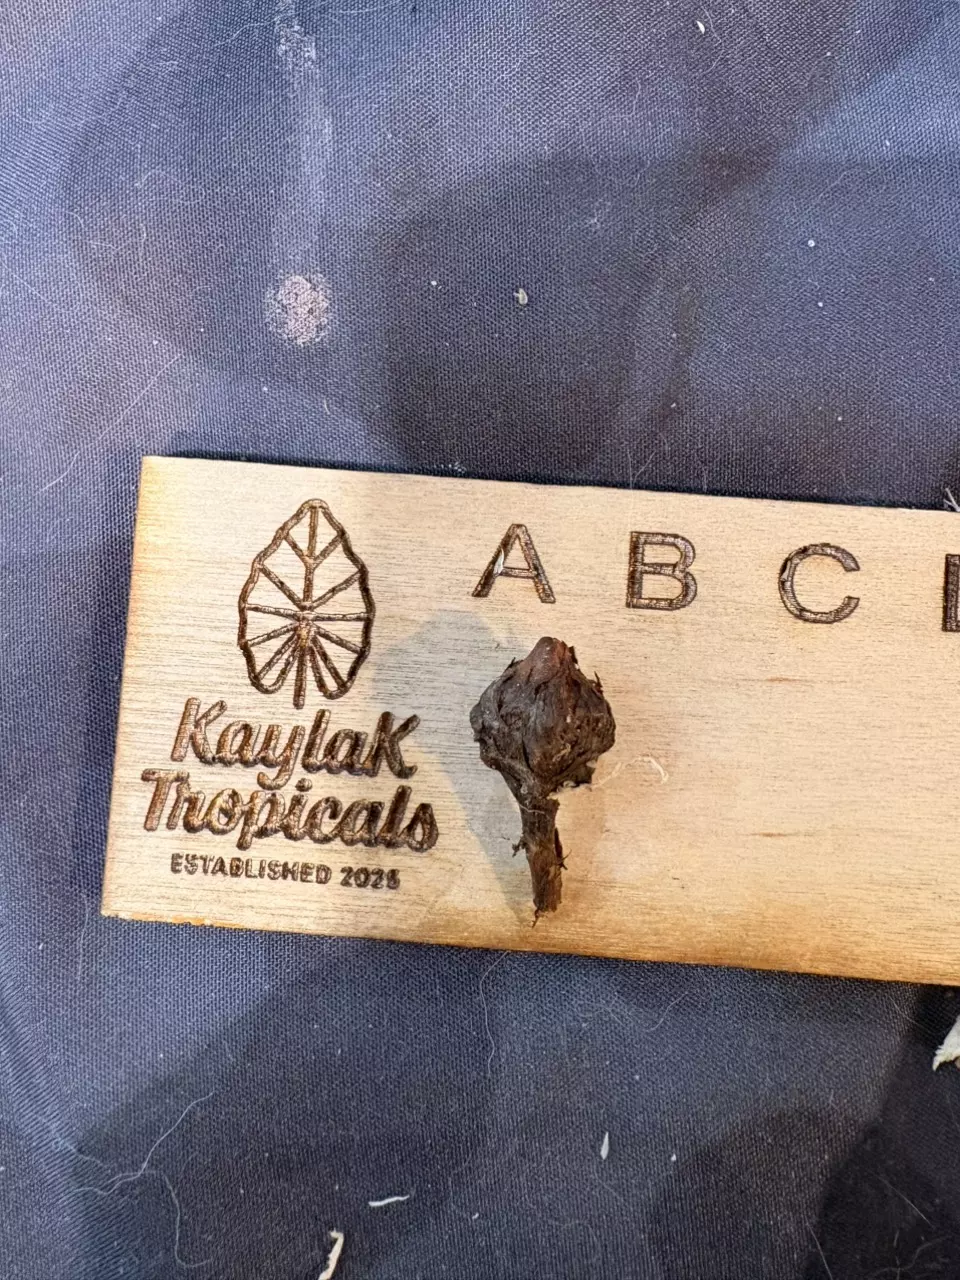 A B C
Kaylak
Tropicals
ESTABLISHED 2025